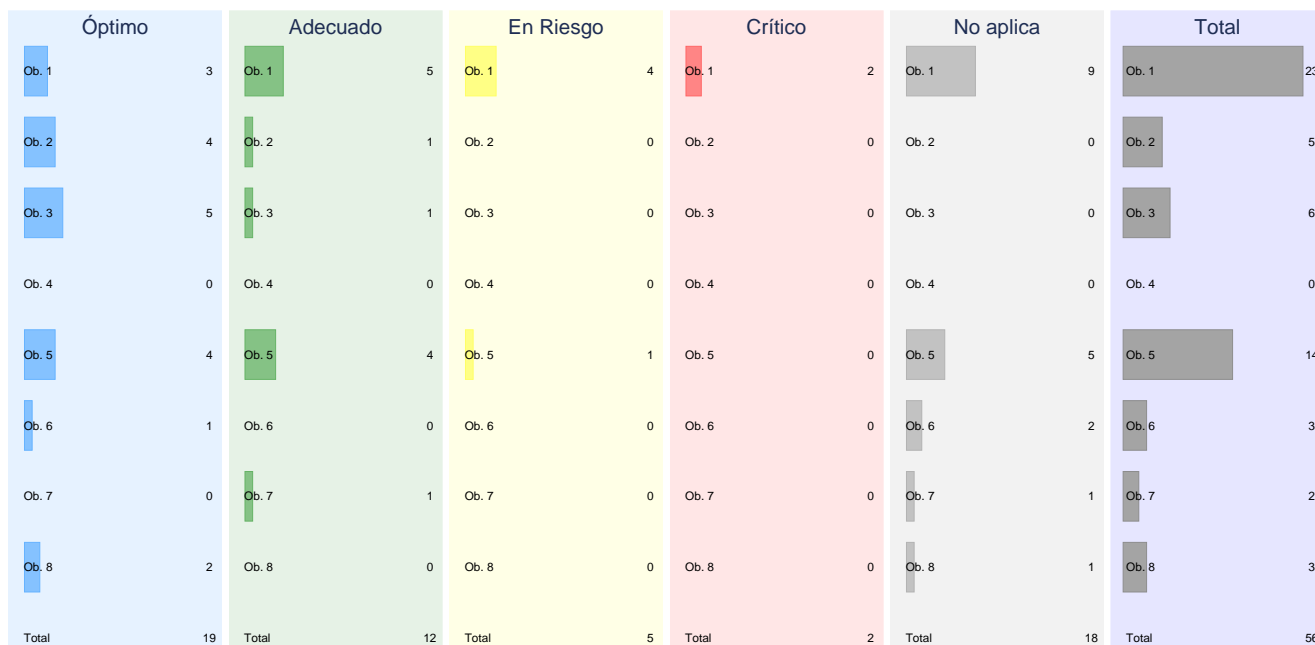 Óptimo Adecuado En Riesgo Crítico No aplica Total
Ob. 1 3 Ob. 1 5 Ob. 1 4 Ob. 1 2 Ob. 1 9 Ob. 1 23
Ob. 2 4 Ob. 2 1 Ob. 2 0 Ob. 2 0 Ob. 2 0 Ob. 2 5
Ob. 3 5 Ob. 3 1 Ob. 3 0 Ob. 3 0 Ob. 3 0 Ob. 3 6
Ob. 4 0 Ob. 4 0 Ob. 4 0 Ob. 4 0 Ob. 4 0 Ob. 4 0
Ob. 5 4 Ob. 5 4 Ob. 5 1 Ob. 5 0 Ob. 5 5 Ob. 5 14
Ob. 6 1 Ob. 6 0 Ob. 6 0 Ob. 6 0 Ob. 6 2 Ob. 6 3
Ob. 7 0 Ob. 7 1 Ob. 7 0 Ob. 7 0 Ob. 7 1 Ob. 7 2
Ob. 8 2 Ob. 8 0 Ob. 8 0 Ob. 8 0 Ob. 8 1 Ob. 8 3
Total 19 Total 12 Total 5 Total 2 Total 18 Total 56